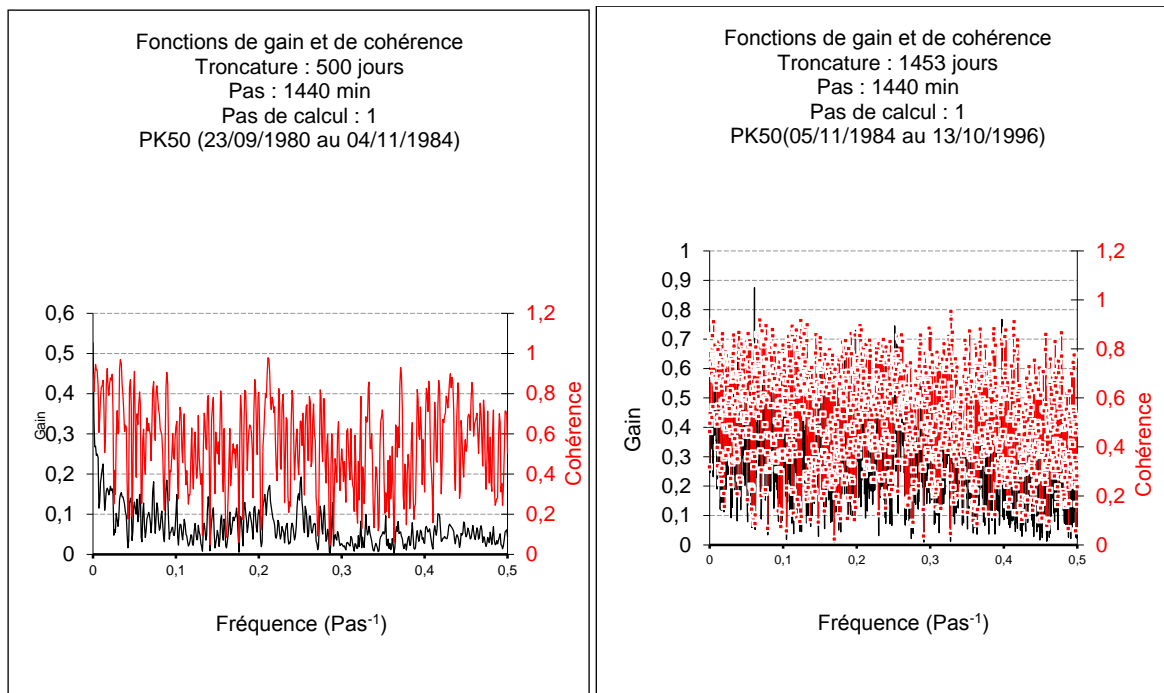 Fonctions de gain et de cohérence
Troncature : 500 jours
Pas : 1440 min
Pas de calcul : 1
PK50 (23/09/1980 au 04/11/1984)
0,6
0,5
0,4
0,3
0,2
0,1
0
Gain
1,2
1
0,8
0,6
0,4
0,2
0
Cohérence
0
0,1
0,2
0,3
0,4
0,5
Fréquence (Pas-1)
Fonctions de gain et de cohérence
Troncature : 1453 jours
Pas : 1440 min
Pas de calcul : 1
PK50(05/11/1984 au 13/10/1996)
1
0,9
0,8
0,7
0,6
0,5
0,4
0,3
0,2
0,1
0
Gain
1,2
1
0,8
0,6
0,4
0,2
0
Cohérence
0
0,1
0,2
0,3
0,4
0,5
Fréquence (Pas-1)